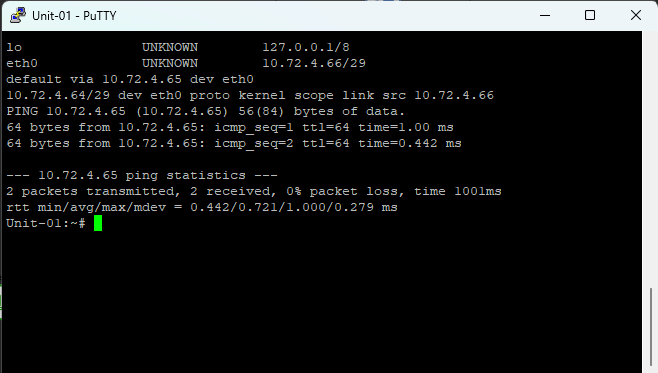 Unit-01 - PuTTY
lo UNKNOWN 127.0.0.1/8
eth0 UNKNOWN 10.72.4.66/29
default via 10.72.4.65 dev eth0
10.72.4.64/29 dev eth0 proto kernel scope link src 10.72.4.66
PING 10.72.4.65 (10.72.4.65) 56(84) bytes of data.
64 bytes from 10.72.4.65: icmp_seq=1 ttl=64 time=1.00 ms
64 bytes from 10.72.4.65: icmp_seq=2 ttl=64 time=0.442 ms
--- 10.72.4.65 ping statistics ---
2 packets transmitted, 2 received, 0% packet loss, time 1001ms
rtt min/avg/max/mdev = 0.442/0.721/1.000/0.279 ms
Unit-01:~#